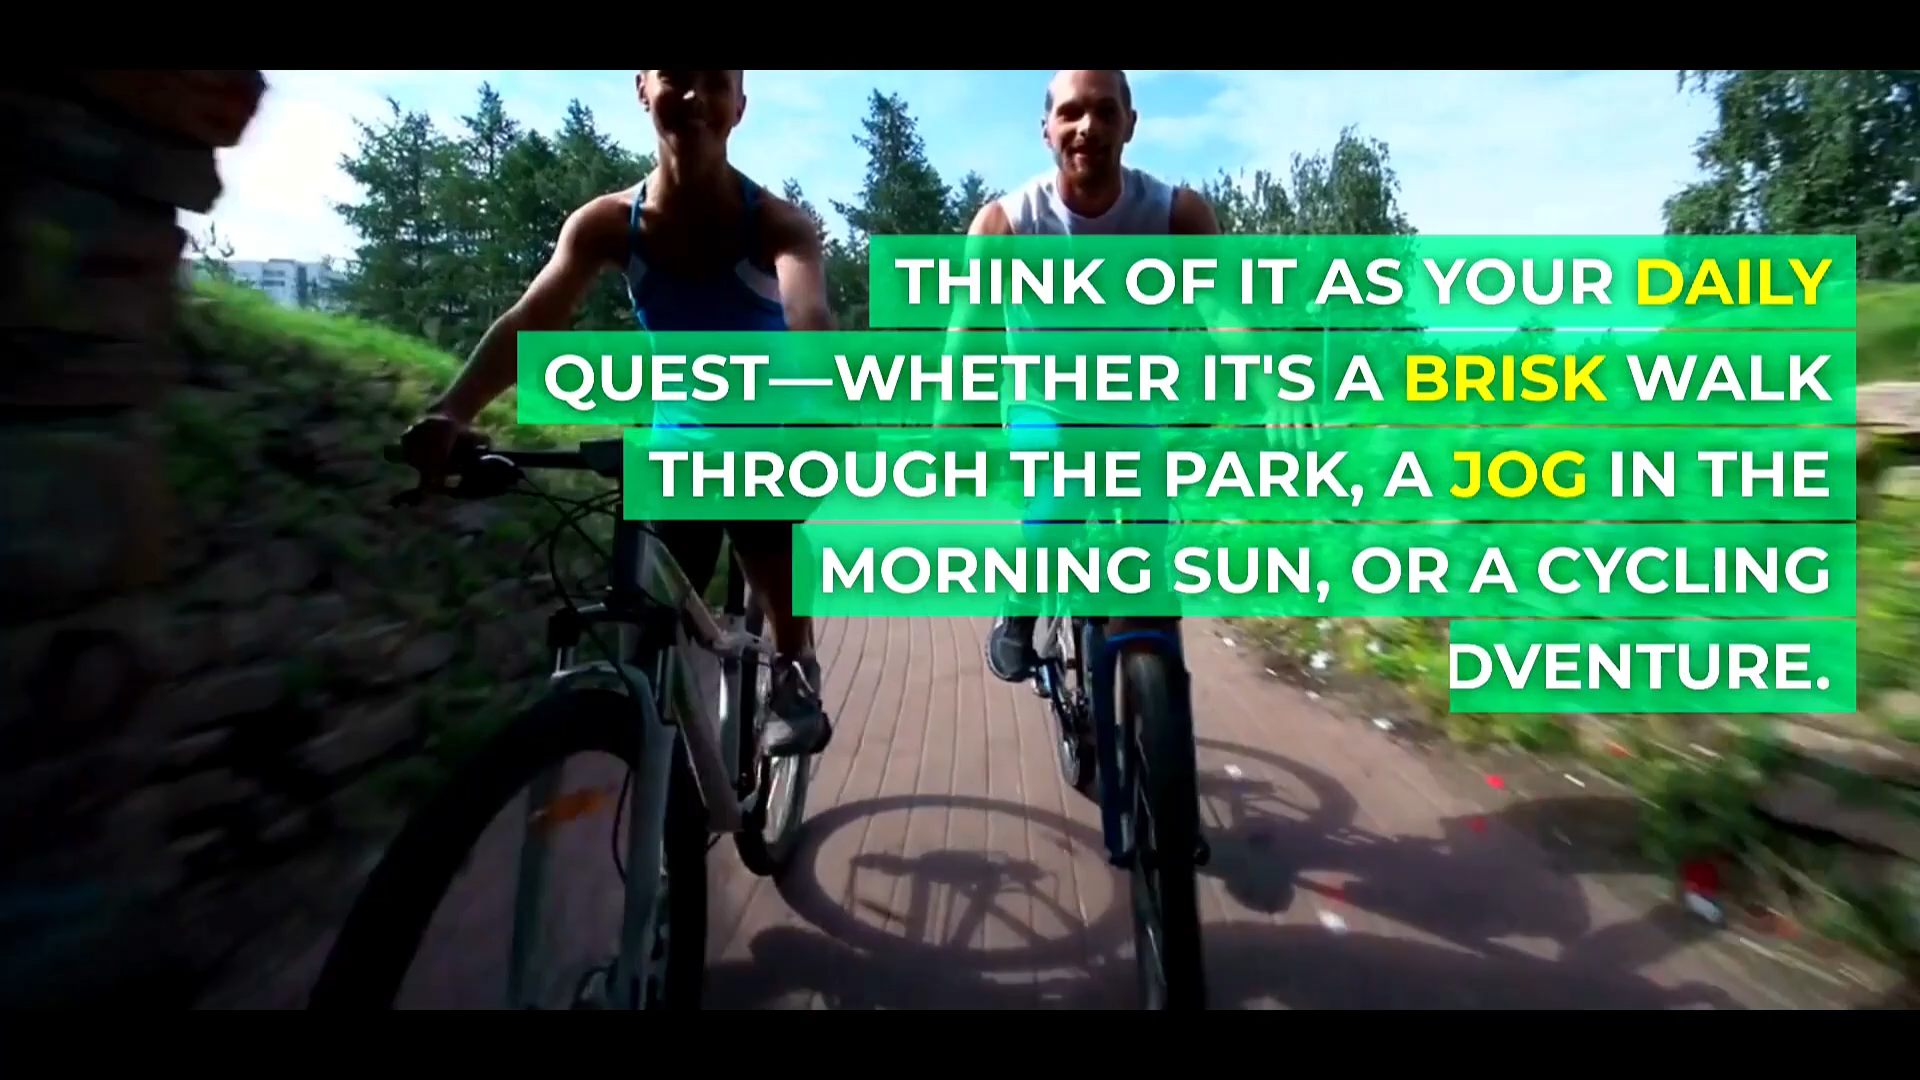 THINK OF IT AS YOUR DAILY
QUEST—WHETHER IT'S A BRISK WALK
THROUGH THE PARK, A JOG IN THE
MORNING SUN, OR A CYCLING
DVENTURE.